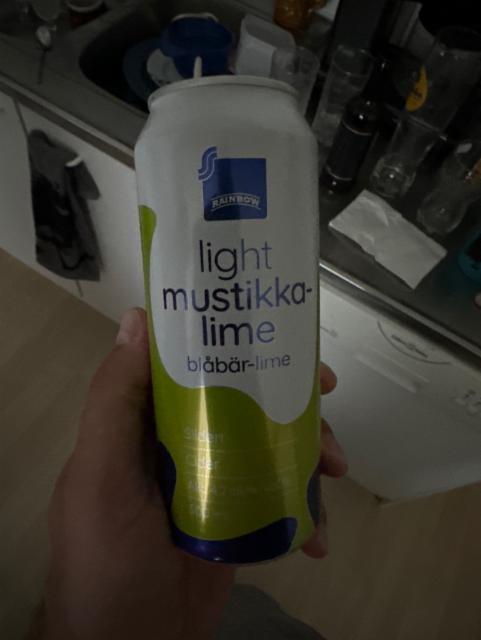 RAINBOW
light
mustikka-
lime
blåbär-lime
Siideri
Cider